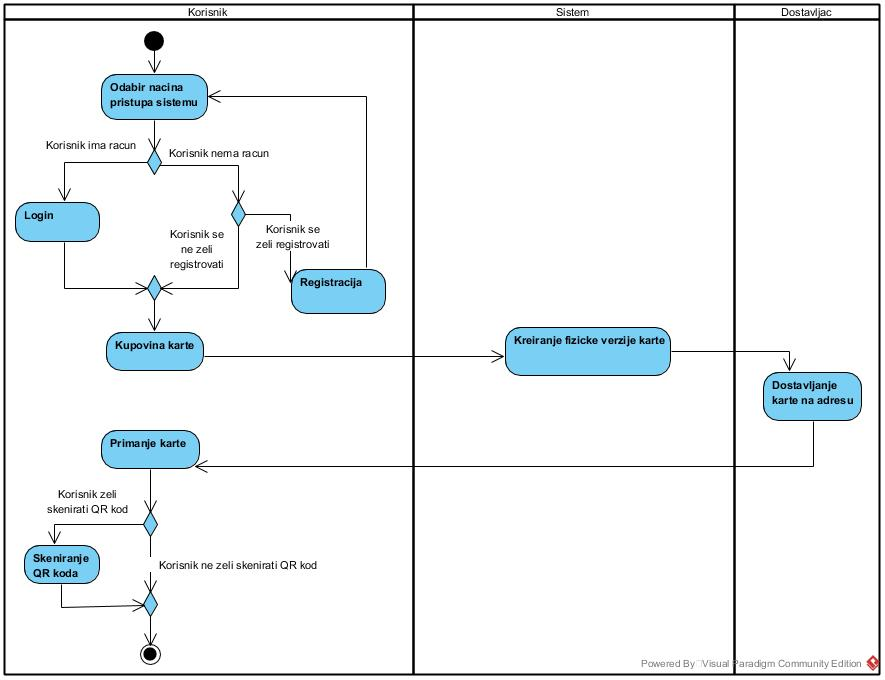 Korisnik
Sistem
Dostavljac
Odabir nacina
pristupa sistemu
Korisnik ima racun
Korisnik nema racun
Login
Korisnik se
ne zeli
registrovati
Korisnik se
zeli registrovati
Registracija
Kupovina karte
Kreiranje fizicke verzije karte
Dostavljanje
karte na adresu
Primanje karte
Korisnik zeli
skenirati QR kod
Skeniranje
QR koda
Korisnik ne zeli skenirati QR kod
Powered By Visual Paradigm Community Edition